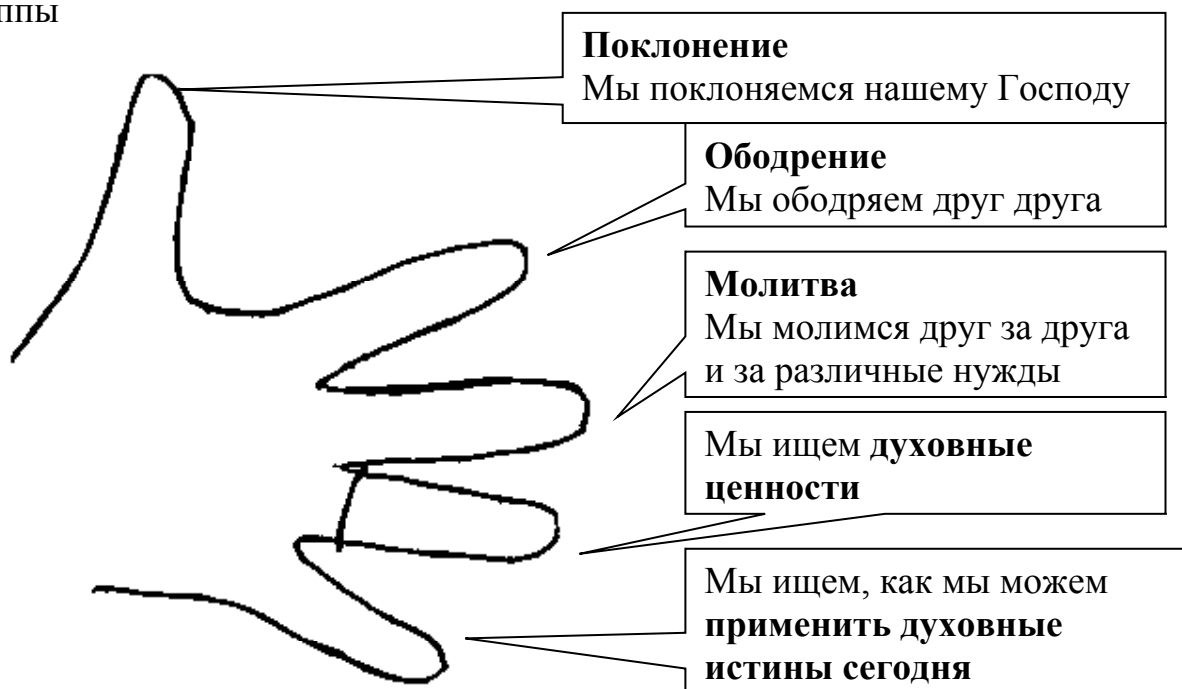 ппы
Поклонение
Мы поклоняемся нашему Господу
Ободрение
Мы ободряем друг друга
Молитва
Мы молимся друг за друга
и за различные нужды
Мы ищем духовные
ценности
Мы ищем, как мы можем
применить духовные
истины сегодня